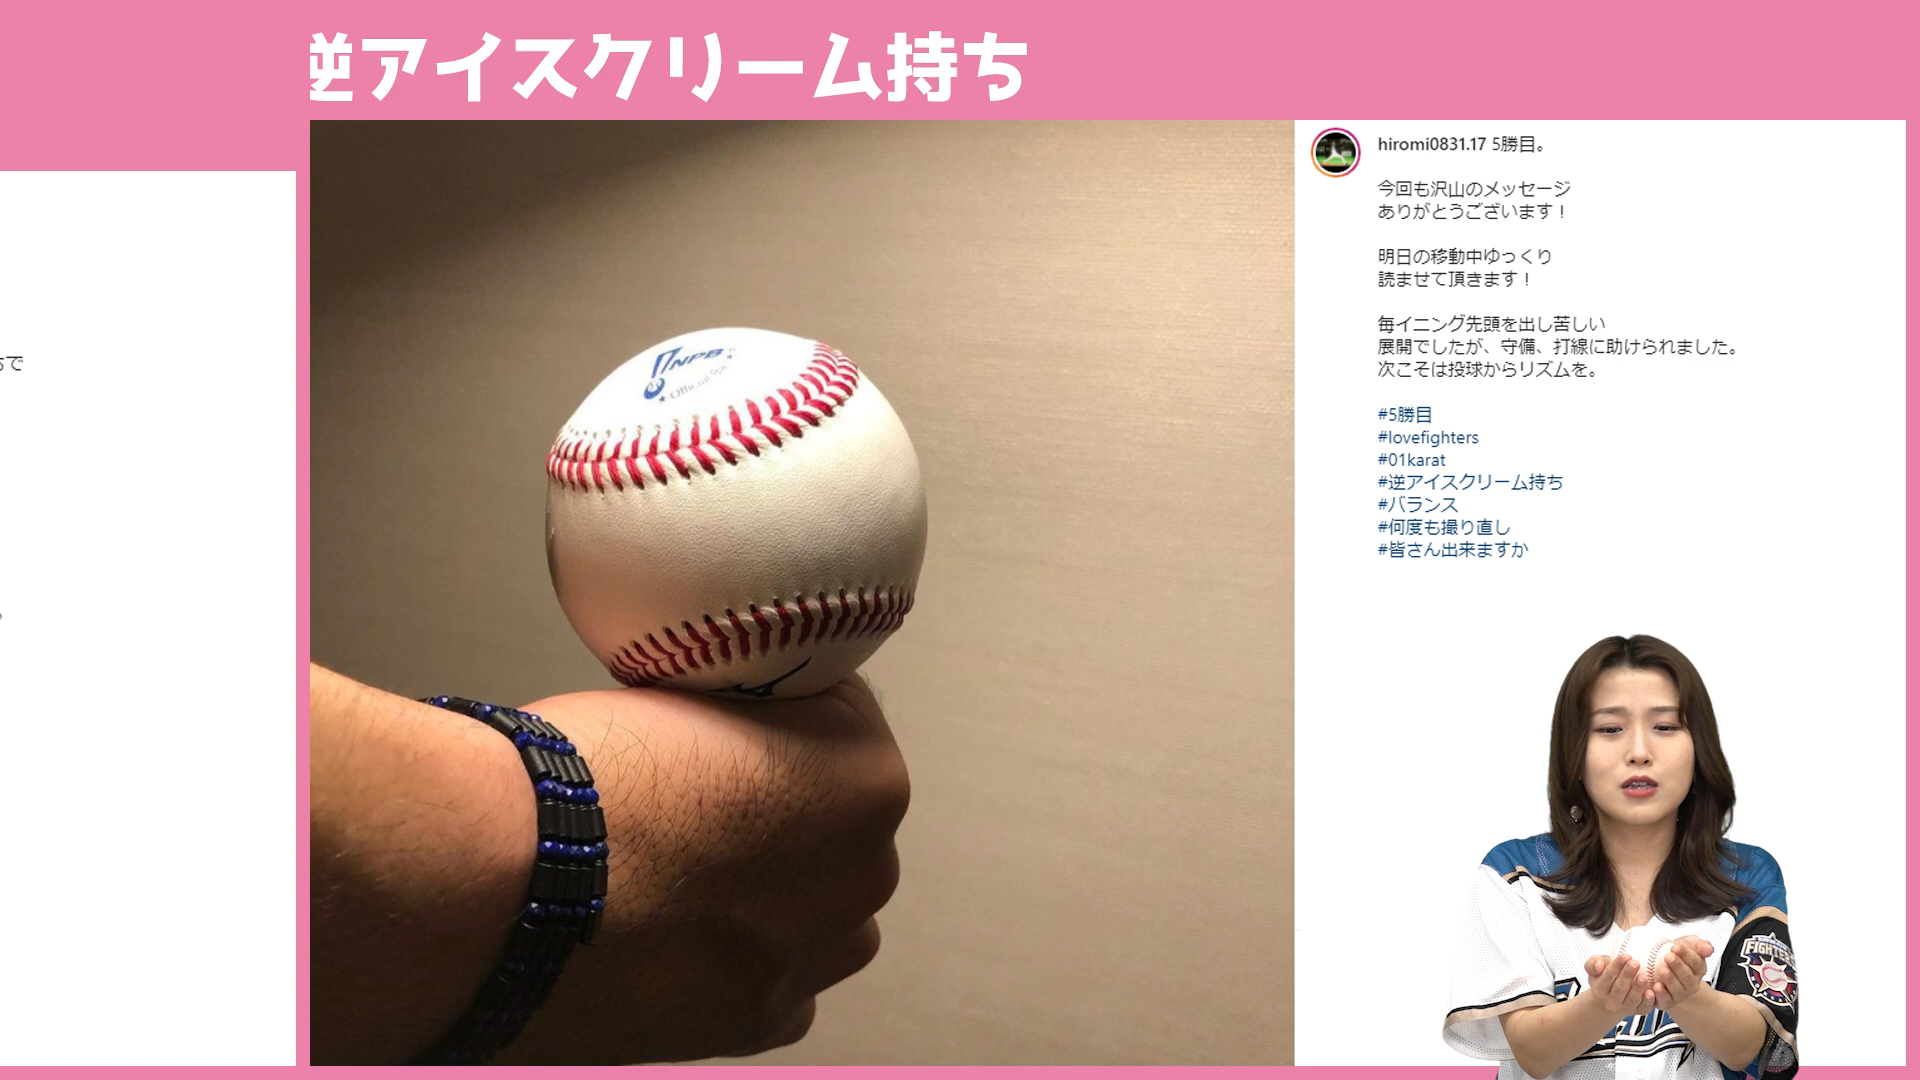 逆アイスクリーム持ち
で
NPB
hiromi0831.17 5勝目。
今回も沢山のメッセージ
ありがとうございます！
明日の移動中ゆっくり
読ませて頂きます！
毎イニング先頭を出し苦しい
展開でしたが、守備、打線に助けられました。
次こそは投球からリズムを。
#5勝目
#lovefighters
#01karat
#逆アイスクリーム持ち
#バランス
#何度も撮り直し
#皆さん出来ますか
FIGHTERS